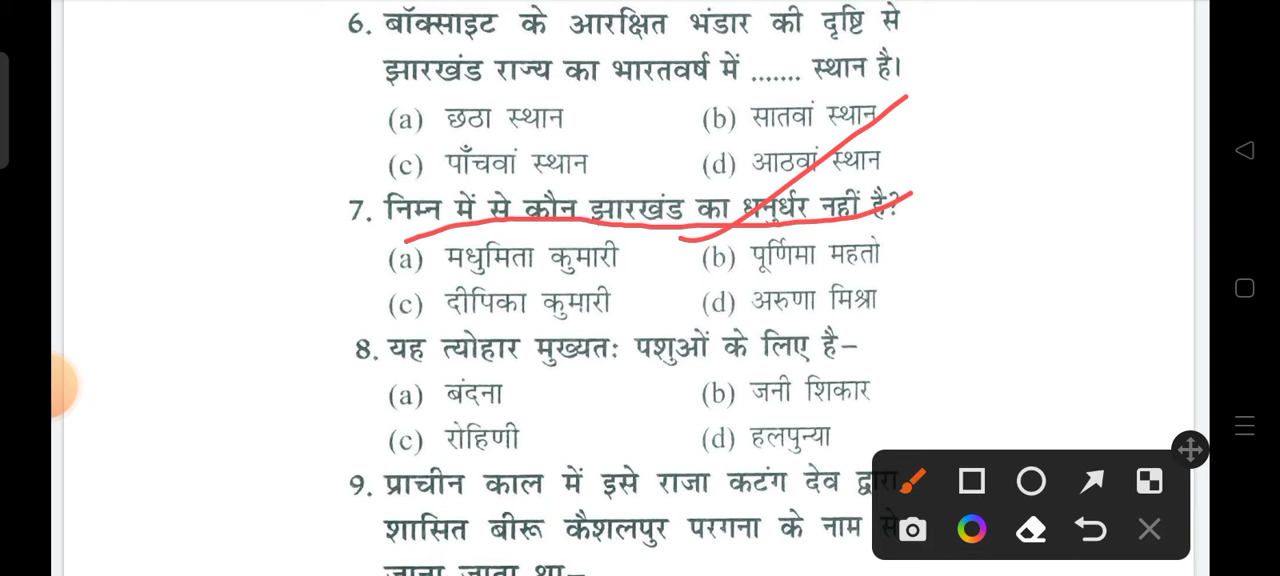 6. बॉक्साइट के आरक्षित भंडार की दृष्टि से
झारखंड राज्य का भारतवर्ष में ....... स्थान है।
(a) छठा स्थान (b) सातवां स्थान
(c) पाँचवां स्थान (d) आठवां स्थान
7. निम्न में से कौन झारखंड का धनुर्धर नहीं है?
(a) मधुमिता कुमारी (b) पूर्णिमा महतो
(c) दीपिका कुमारी (d) अरुणा मिश्रा
8. यह त्योहार मुख्यतः पशुओं के लिए है–
(a) बंदना (b) जनी शिकार
(c) रोहिणी (d) हलपुन्या
9. प्राचीन काल में इसे राजा कटंग देव द्वारा
शासित बीरू कैशलपुर परगना के नाम से
जाना जाता था–